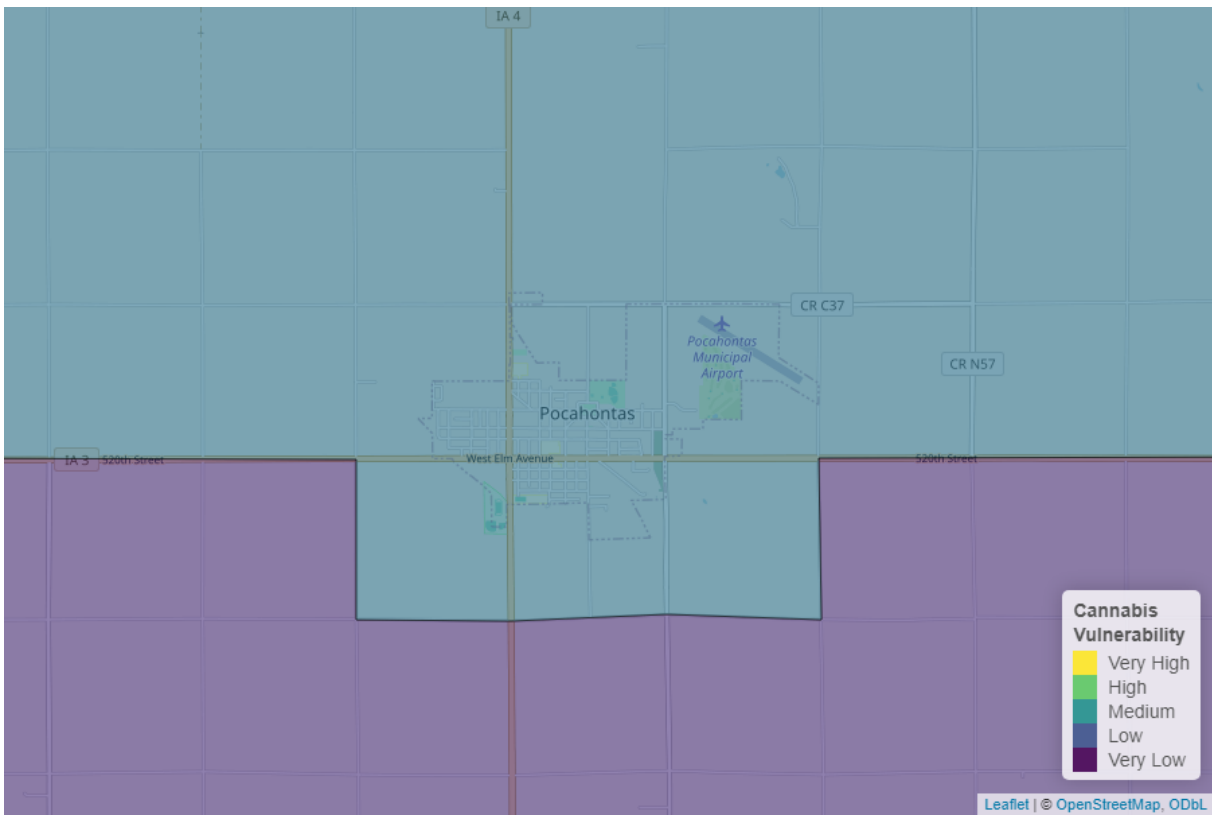 IA 4
CR C37
Pocahontas
Municipal
Airport
CR N57
Pocahontas
IA 3
520th Street
West Elm Avenue
520th Street
Cannabis
Vulnerability
Very High
High
Medium
Low
Very Low
Leaflet | © OpenStreetMap, ODbL